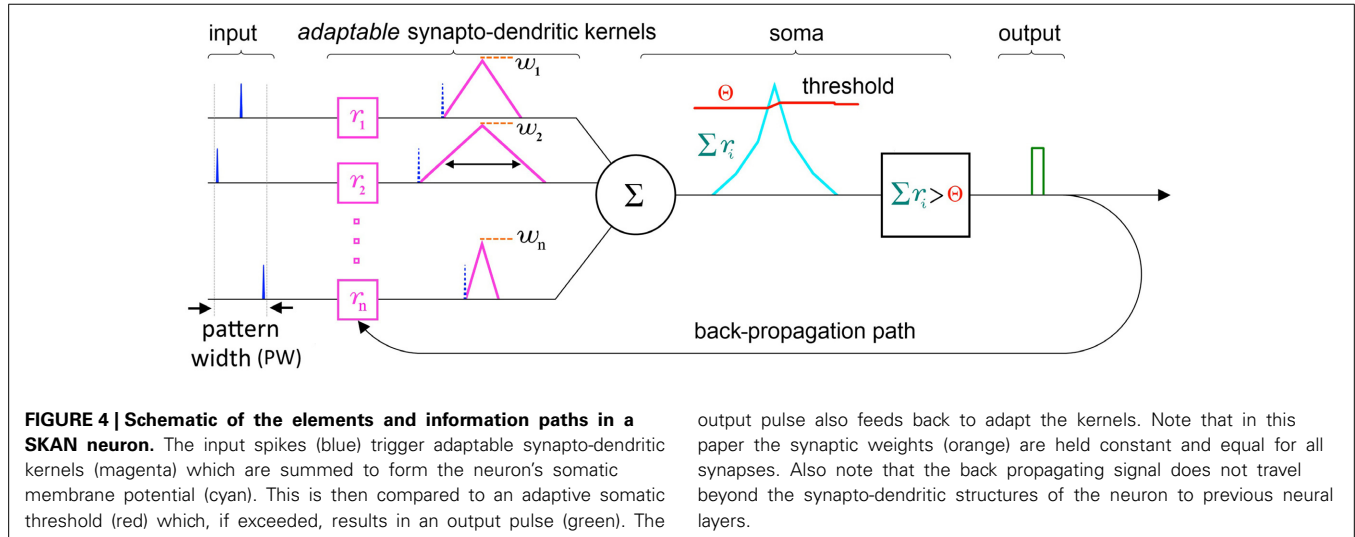 input
adaptable synapto-dendritic kernels
soma
output
w₁
Θ
threshold
r₁
w₂
Σrᵢ
r₂
Σ
Σrᵢ>Θ
wₙ
rₙ
pattern
width (PW)
back-propagation path
FIGURE 4 | Schematic of the elements and information paths in a
SKAN neuron. The input spikes (blue) trigger adaptable synapto-dendritic
kernels (magenta) which are summed to form the neuron's somatic
membrane potential (cyan). This is then compared to an adaptive somatic
threshold (red) which, if exceeded, results in an output pulse (green). The
output pulse also feeds back to adapt the kernels. Note that in this
paper the synaptic weights (orange) are held constant and equal for all
synapses. Also note that the back propagating signal does not travel
beyond the synapto-dendritic structures of the neuron to previous neural
layers.